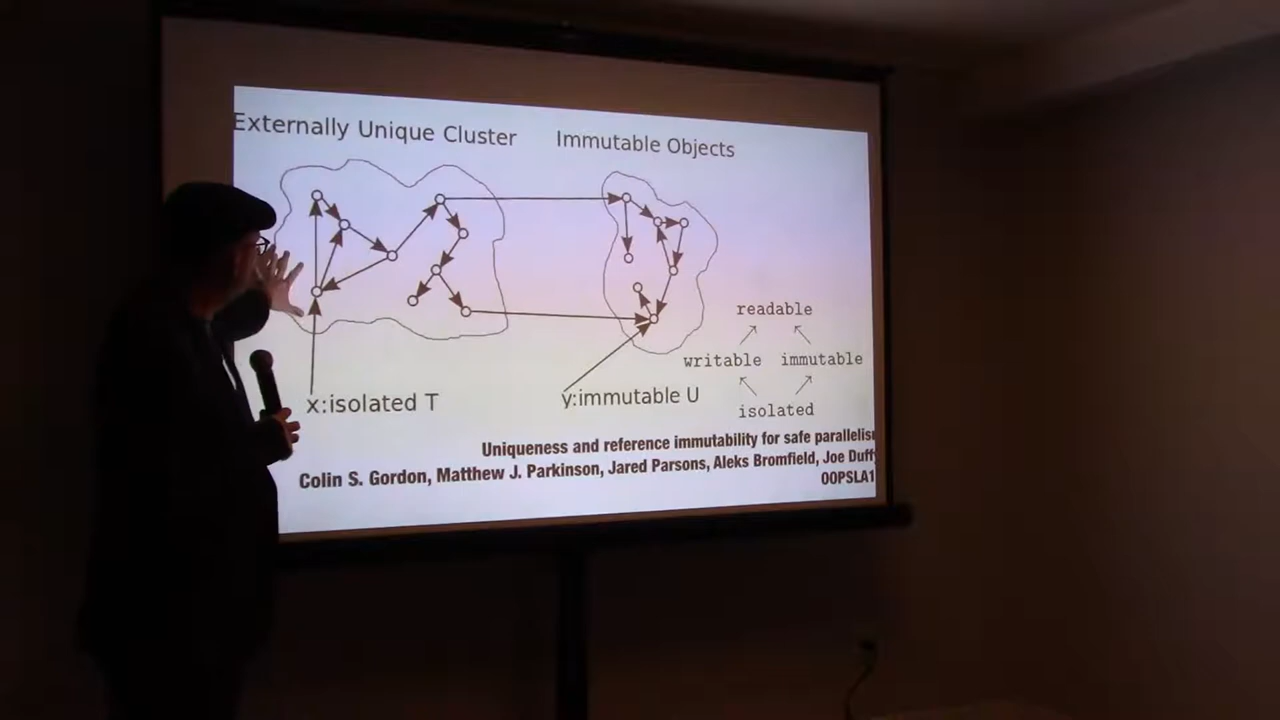 Externally Unique Cluster
Immutable Objects
readable
writable immutable
isolated
x:isolated T
y:immutable U
Uniqueness and reference immutability for safe parallelis
Colin S. Gordon, Matthew J. Parkinson, Jared Parsons, Aleks Bromfield, Joe Duff
OOPSLA1